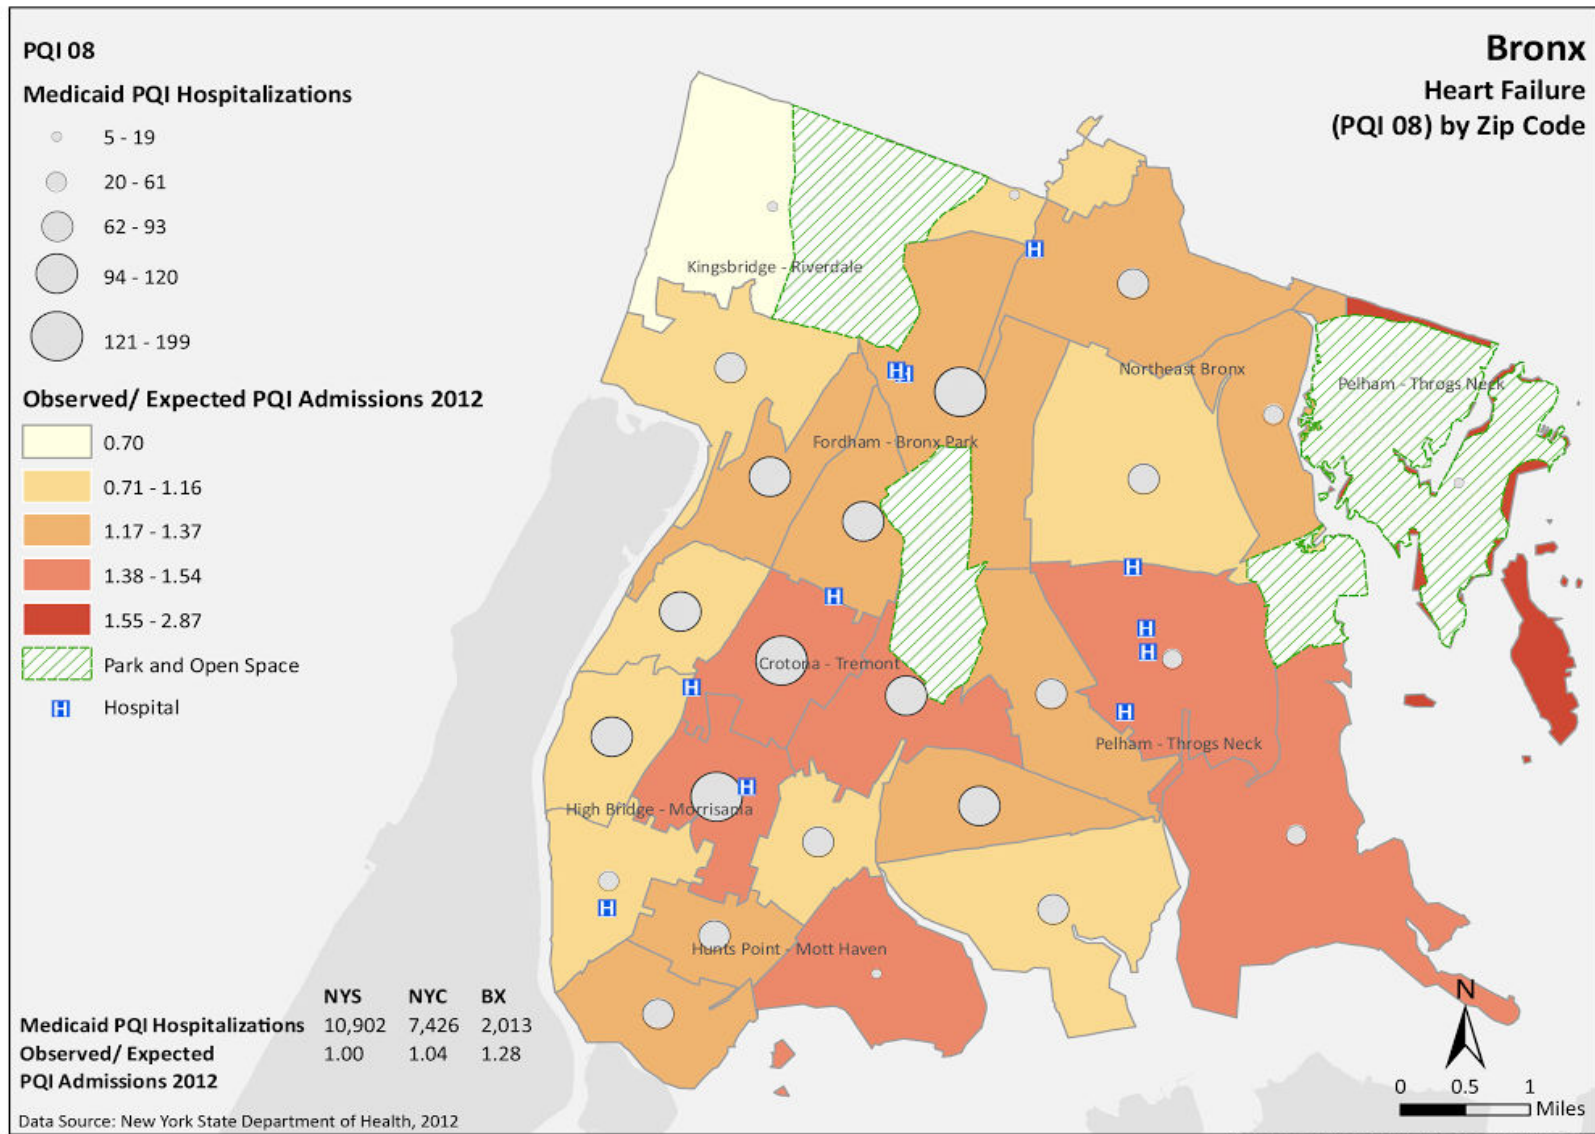 PQI 08
Medicaid PQI Hospitalizations
5 - 19
20 - 61
62 - 93
94 - 120
121 - 199
Observed/ Expected PQI Admissions 2012
0.70
0.71 - 1.16
1.17 - 1.37
1.38 - 1.54
1.55 - 2.87
Park and Open Space
H Hospital
Bronx
Heart Failure
(PQI 08) by Zip Code
Kingsbridge - Riverdale
H
Northeast Bronx
H H
Pelham - Throgs Neck
Fordham - Bronx Park
H
H
H
Crotona - Tremont
H
H
H
Pelham - Throgs Neck
H
High Bridge - Morrisania
H
Hunts Point - Mott Haven
NYS NYC BX
Medicaid PQI Hospitalizations 10,902 7,426 2,013
Observed/ Expected 1.00 1.04 1.28
PQI Admissions 2012
Data Source: New York State Department of Health, 2012
N
0 0.5 1
Miles